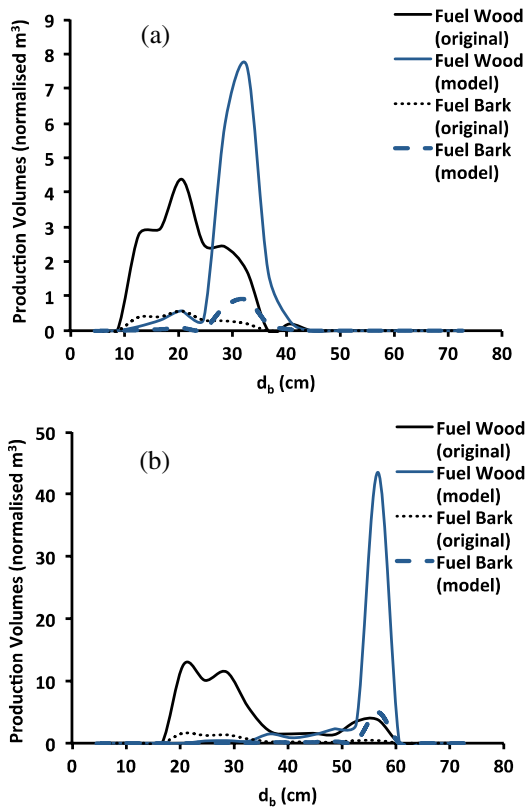 (a)
Production Volumes (normalised m³)
9
8
7
6
5
4
3
2
1
0
0 10 20 30 40 50 60 70 80
d_b (cm)
Fuel Wood
(original)
Fuel Wood
(model)
Fuel Bark
(original)
Fuel Bark
(model)
(b)
Production Volumes (normalised m³)
50
40
30
20
10
0
0 10 20 30 40 50 60 70 80
d_b (cm)
Fuel Wood
(original)
Fuel Wood
(model)
Fuel Bark
(original)
Fuel Bark
(model)